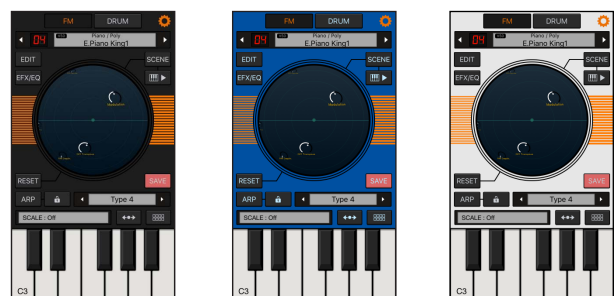 FM DRUM
04 Piano / Poly
E.Piano King1
EDIT SCENE
EFX/EQ
RESET SAVE
ARP Type 4
SCALE : Off
C3
FM DRUM
04 Piano / Poly
E.Piano King1
EDIT SCENE
EFX/EQ
RESET SAVE
ARP Type 4
SCALE : Off
C3
FM DRUM
04 Piano / Poly
E.Piano King1
EDIT SCENE
EFX/EQ
RESET SAVE
ARP Type 4
SCALE : Off
C3